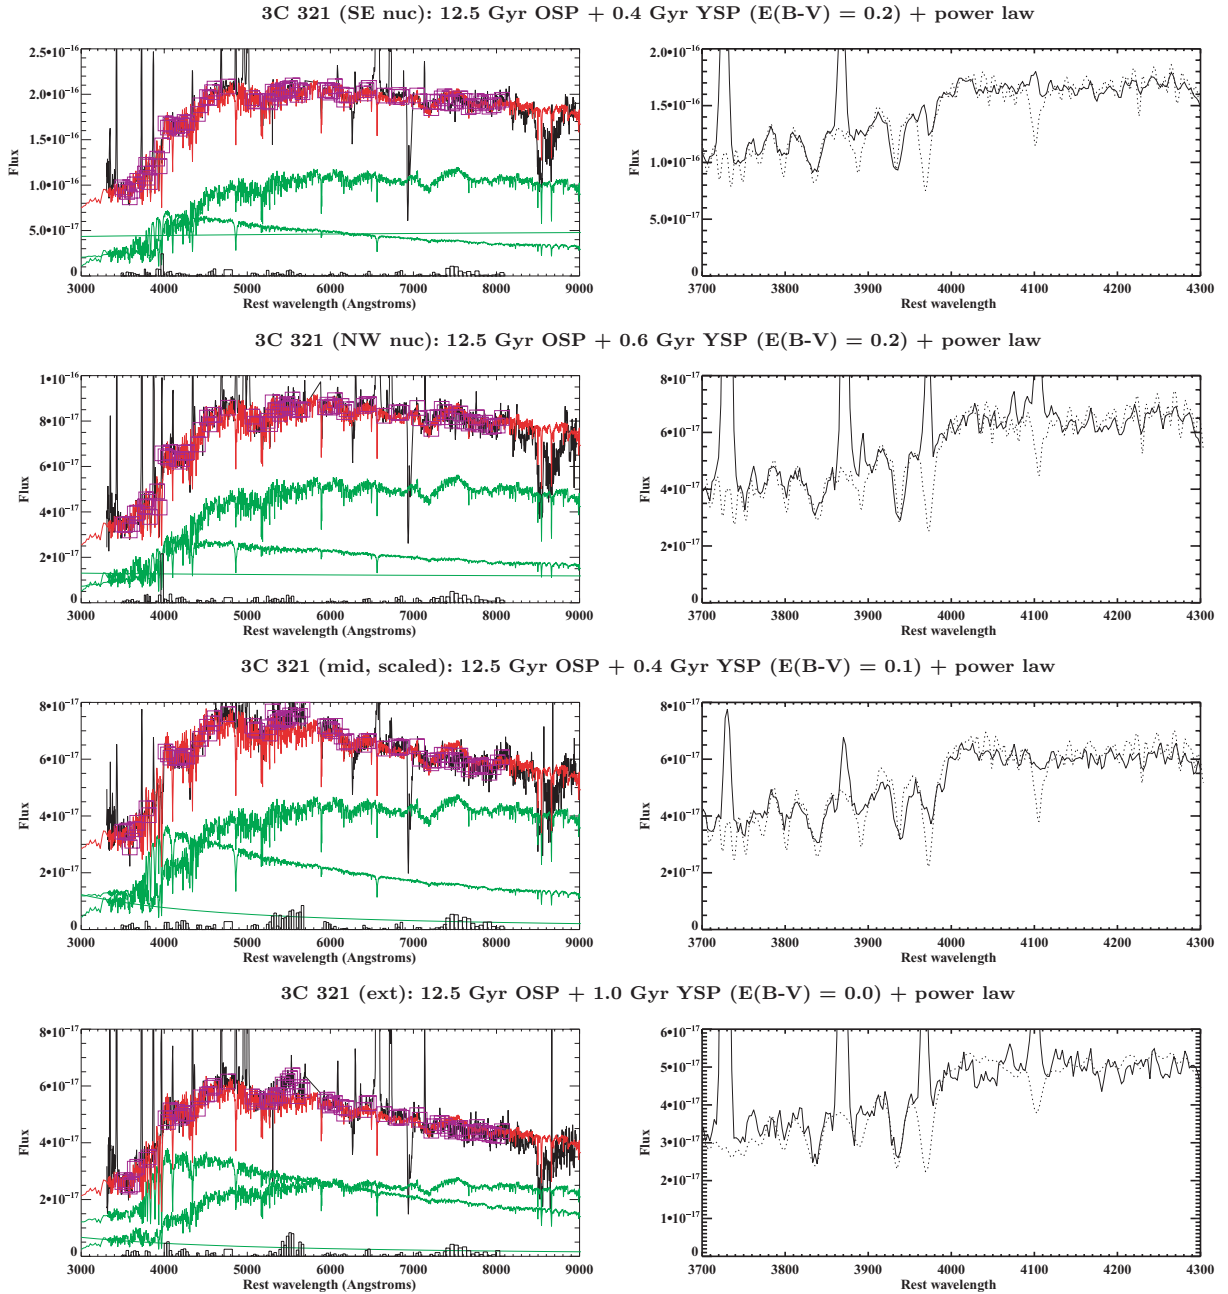 3C 321 (SE nuc): 12.5 Gyr OSP + 0.4 Gyr YSP (E(B-V) = 0.2) + power law
Flux
2.5•10⁻¹⁶
2.0•10⁻¹⁶
1.5•10⁻¹⁶
1.0•10⁻¹⁶
5.0•10⁻¹⁷
0
3000 4000 5000 6000 7000 8000 9000
Rest wavelength (Angstroms)
Flux
2.0•10⁻¹⁶
1.5•10⁻¹⁶
1.0•10⁻¹⁶
5.0•10⁻¹⁷
0
3700 3800 3900 4000 4100 4200 4300
Rest wavelength
3C 321 (NW nuc): 12.5 Gyr OSP + 0.6 Gyr YSP (E(B-V) = 0.2) + power law
Flux
1•10⁻¹⁶
8•10⁻¹⁷
6•10⁻¹⁷
4•10⁻¹⁷
2•10⁻¹⁷
0
3000 4000 5000 6000 7000 8000 9000
Rest wavelength (Angstroms)
Flux
8•10⁻¹⁷
6•10⁻¹⁷
4•10⁻¹⁷
2•10⁻¹⁷
0
3700 3800 3900 4000 4100 4200 4300
Rest wavelength
3C 321 (mid, scaled): 12.5 Gyr OSP + 0.4 Gyr YSP (E(B-V) = 0.1) + power law
Flux
8•10⁻¹⁷
6•10⁻¹⁷
4•10⁻¹⁷
2•10⁻¹⁷
0
3000 4000 5000 6000 7000 8000 9000
Rest wavelength (Angstroms)
Flux
8•10⁻¹⁷
6•10⁻¹⁷
4•10⁻¹⁷
2•10⁻¹⁷
0
3700 3800 3900 4000 4100 4200 4300
Rest wavelength
3C 321 (ext): 12.5 Gyr OSP + 1.0 Gyr YSP (E(B-V) = 0.0) + power law
Flux
8•10⁻¹⁷
6•10⁻¹⁷
4•10⁻¹⁷
2•10⁻¹⁷
0
3000 4000 5000 6000 7000 8000 9000
Rest wavelength (Angstroms)
Flux
6•10⁻¹⁷
5•10⁻¹⁷
4•10⁻¹⁷
3•10⁻¹⁷
2•10⁻¹⁷
1•10⁻¹⁷
0
3700 3800 3900 4000 4100 4200 4300
Rest wavelength